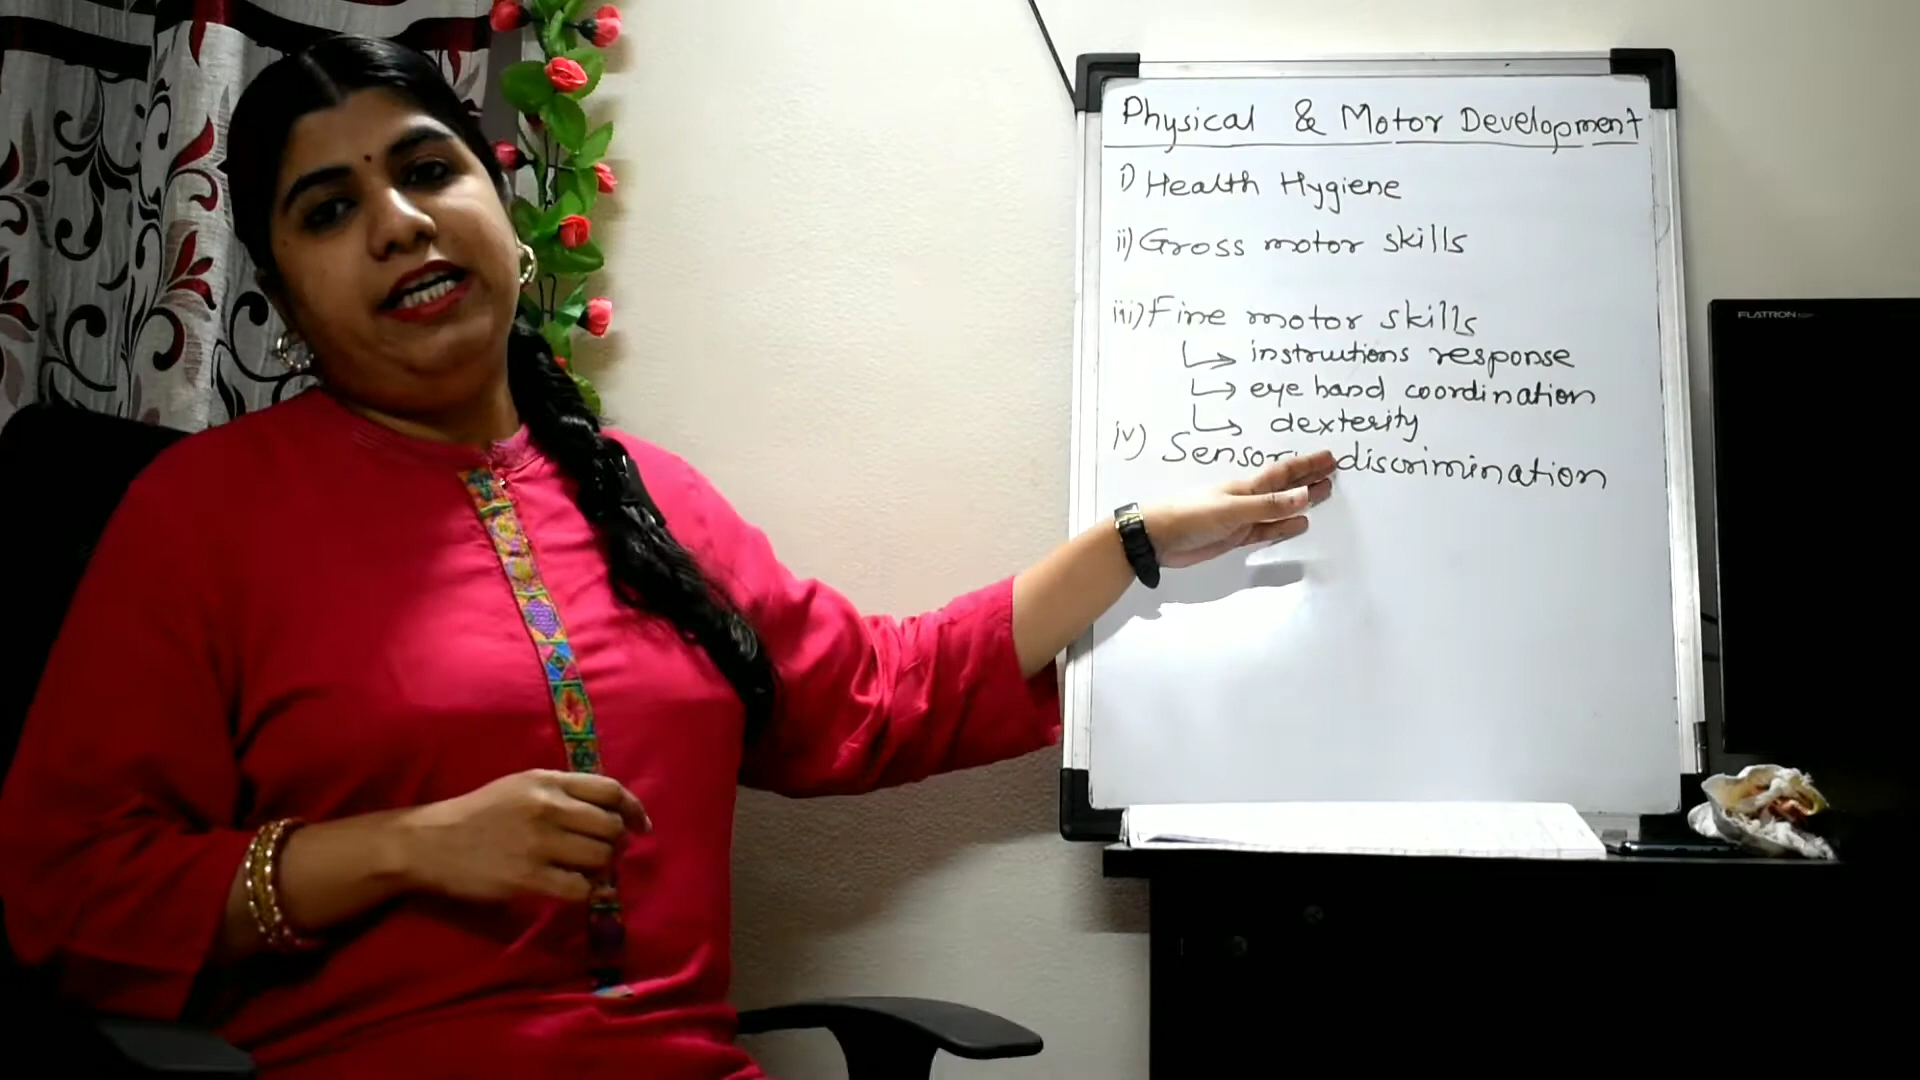 Physical & Motor Development
i) Health Hygiene
ii) Gross motor skills
iii) Fine motor skills
↳ instructions response
↳ eye hand coordination
↳ dexterity
iv) Sensory discrimination
FLATRON